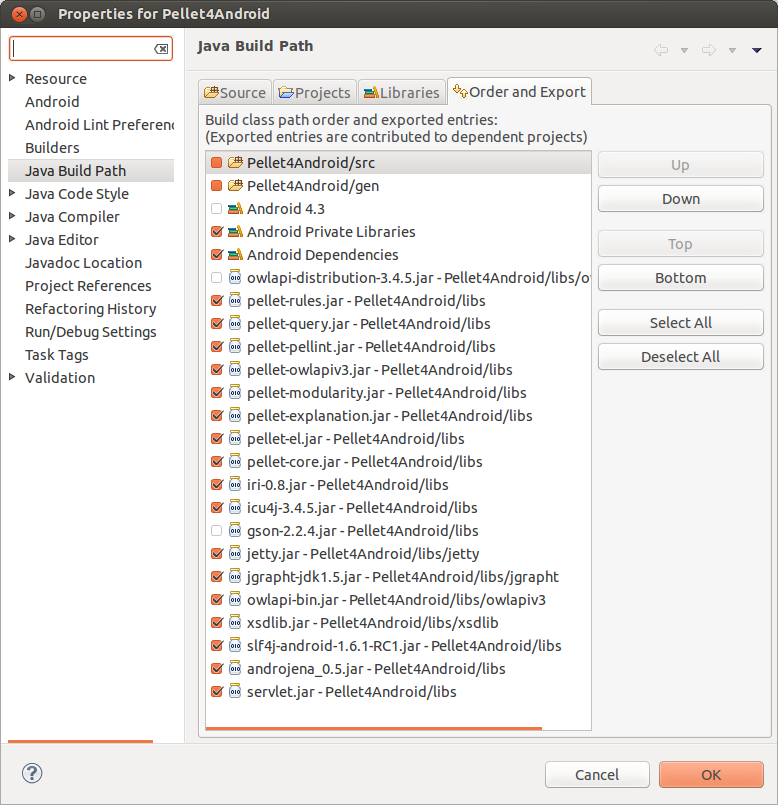 Properties for Pellet4Android
Java Build Path
Resource
Android
Android Lint Preferen
Builders
Java Build Path
Java Code Style
Java Compiler
Java Editor
Javadoc Location
Project References
Refactoring History
Run/Debug Settings
Task Tags
Validation
Source
Projects
Libraries
Order and Export
Build class path order and exported entries:
(Exported entries are contributed to dependent projects)
Pellet4Android/src
Pellet4Android/gen
Android 4.3
Android Private Libraries
Android Dependencies
owlapi-distribution-3.4.5.jar - Pellet4Android/libs/o
pellet-rules.jar - Pellet4Android/libs
pellet-query.jar - Pellet4Android/libs
pellet-pellint.jar - Pellet4Android/libs
pellet-owlapiv3.jar - Pellet4Android/libs
pellet-modularity.jar - Pellet4Android/libs
pellet-explanation.jar - Pellet4Android/libs
pellet-el.jar - Pellet4Android/libs
pellet-core.jar - Pellet4Android/libs
iri-0.8.jar - Pellet4Android/libs
icu4j-3.4.5.jar - Pellet4Android/libs
gson-2.2.4.jar - Pellet4Android/libs
jetty.jar - Pellet4Android/libs/jetty
jgrapht-jdk1.5.jar - Pellet4Android/libs/jgrapht
owlapi-bin.jar - Pellet4Android/libs/owlapiv3
xsdlib.jar - Pellet4Android/libs/xsdlib
slf4j-android-1.6.1-RC1.jar - Pellet4Android/libs
androjena_0.5.jar - Pellet4Android/libs
servlet.jar - Pellet4Android/libs
Up
Down
Top
Bottom
Select All
Deselect All
?
Cancel
OK